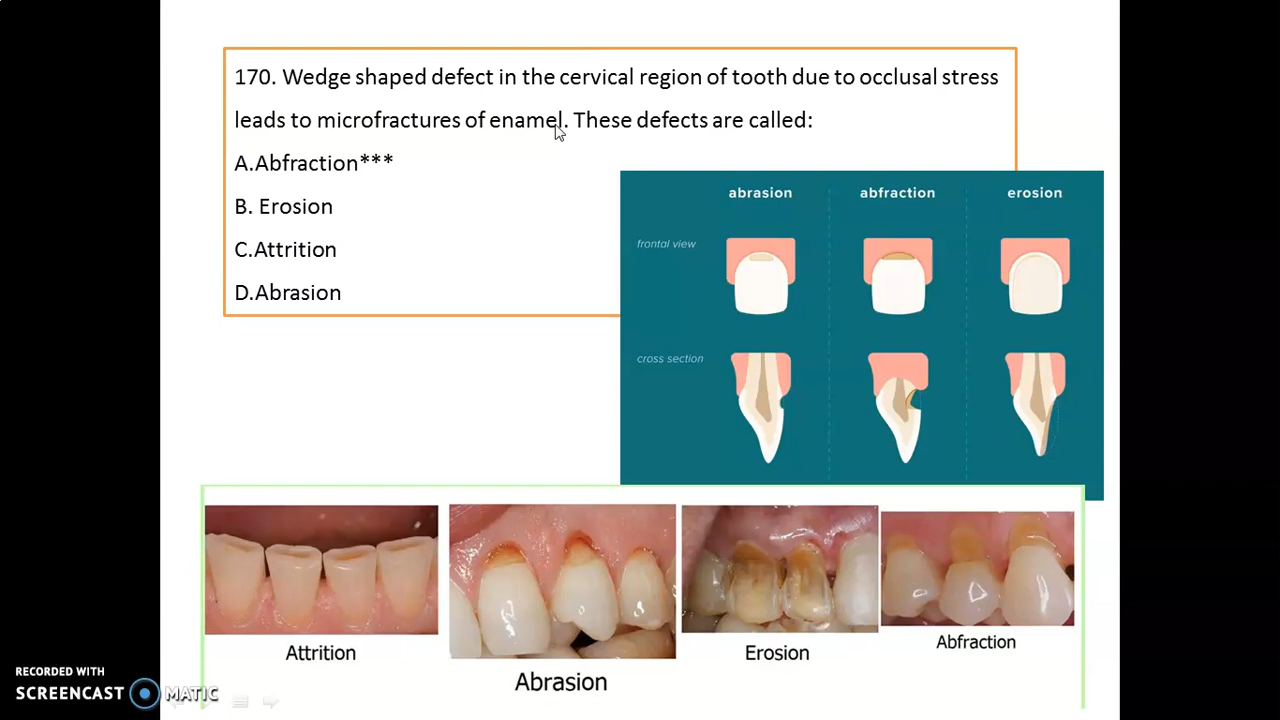 170. Wedge shaped defect in the cervical region of tooth due to occlusal stress
leads to microfractures of enamel. These defects are called:
A.Abfraction***
B. Erosion
C.Attrition
D.Abrasion
abrasion abfraction erosion
frontal view
cross section
Attrition
Abrasion
Erosion
Abfraction
RECORDED WITH
SCREENCAST MATIC